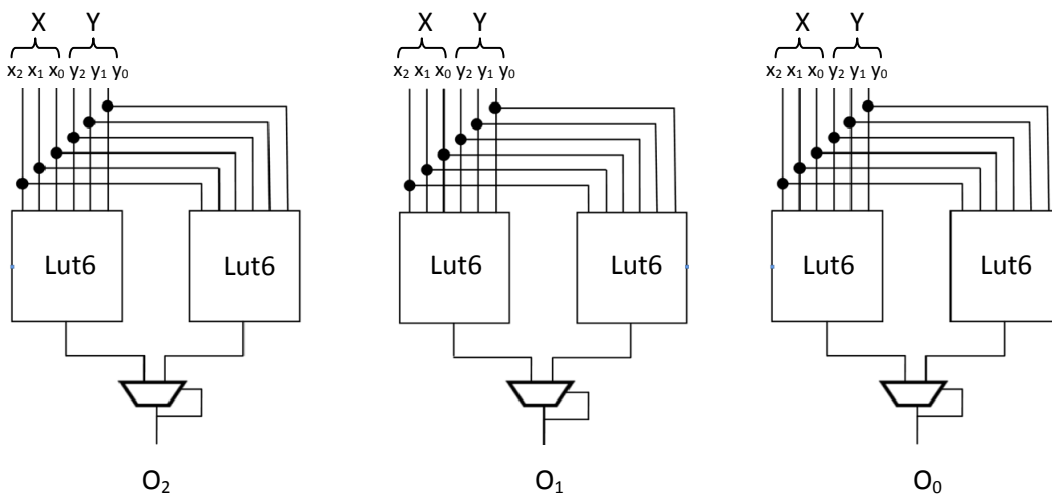 X Y
x₂ x₁ x₀ y₂ y₁ y₀
Lut6 Lut6
O₂
X Y
x₂ x₁ x₀ y₂ y₁ y₀
Lut6 Lut6
O₁
X Y
x₂ x₁ x₀ y₂ y₁ y₀
Lut6 Lut6
O₀